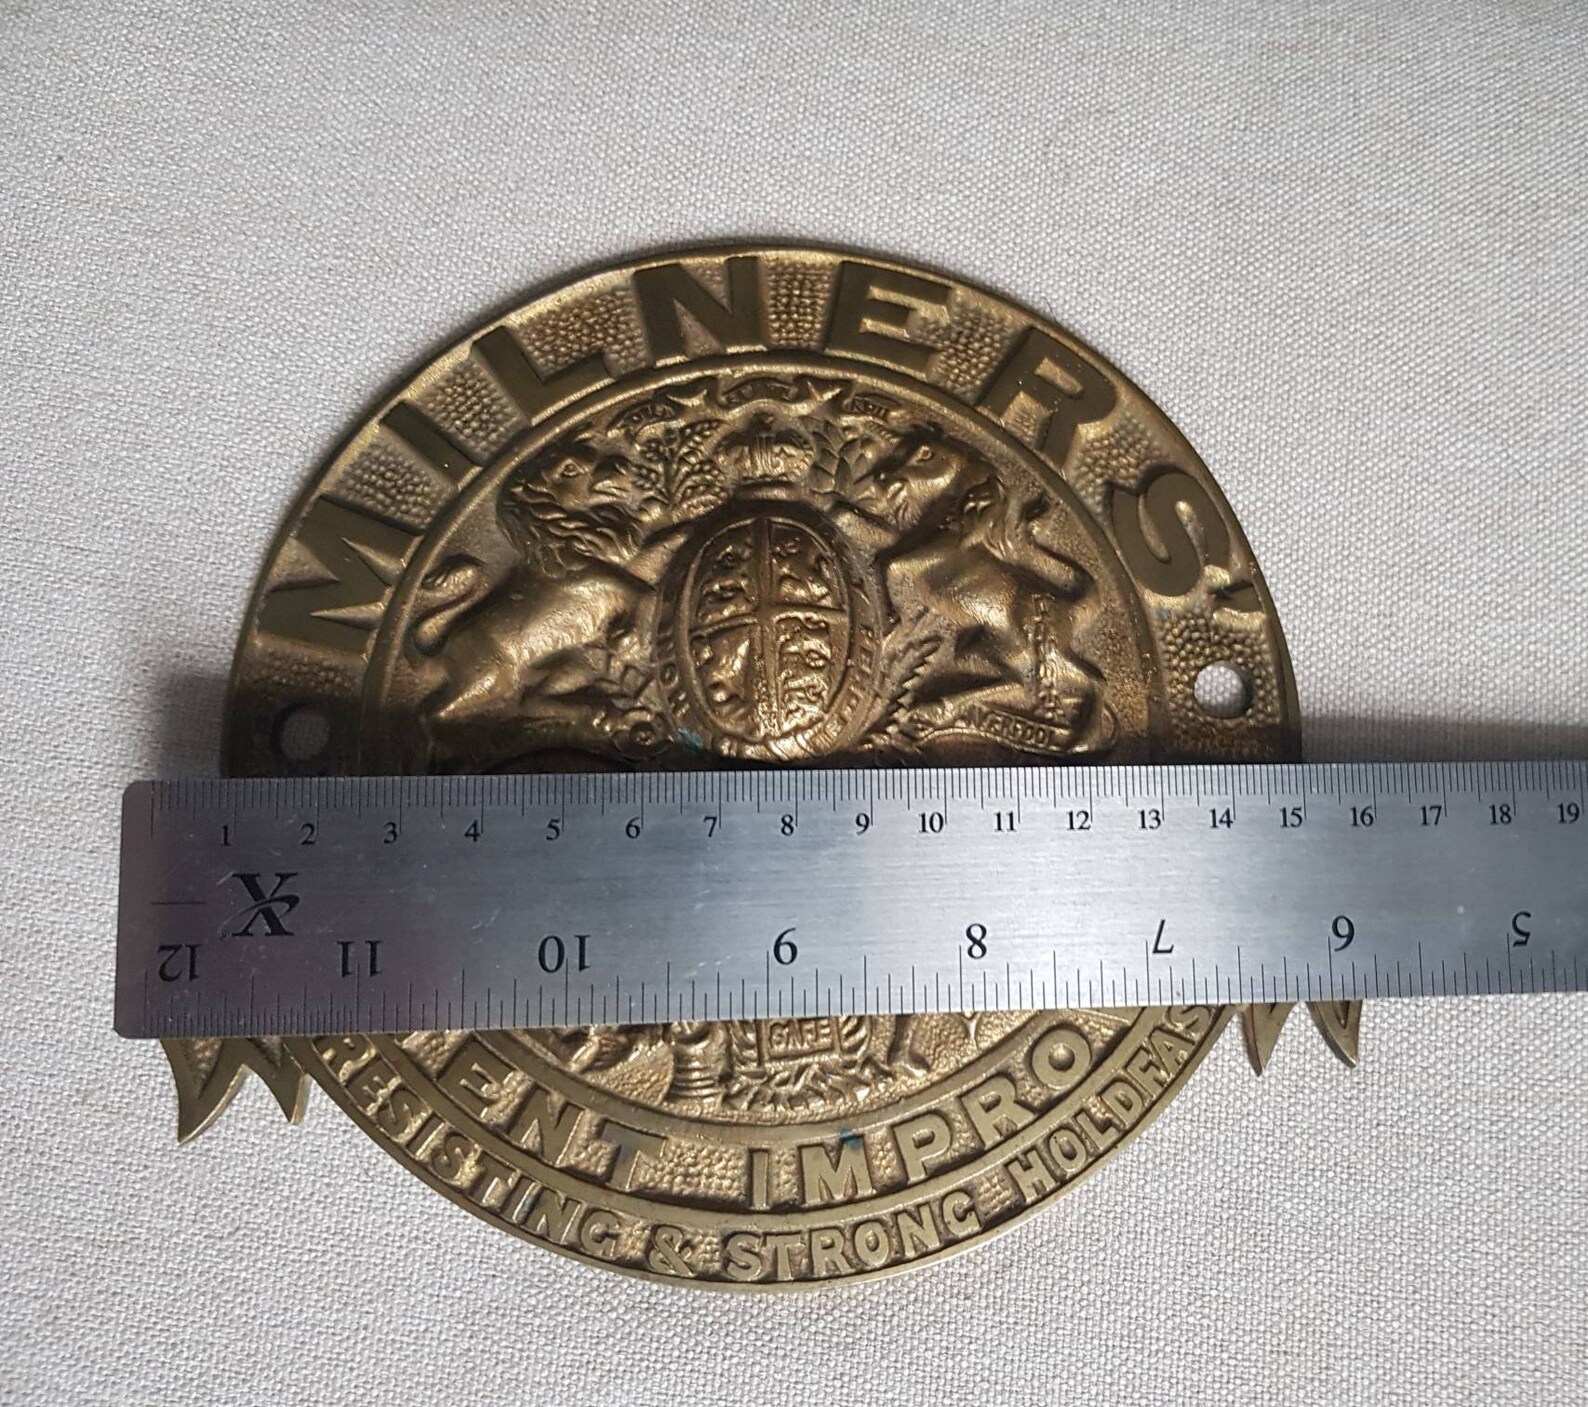 MILNERS'
SAFE
ENT IMPRO
RESISTING & STRONG HOLDFAS
1 2 3 4 5 6 7 8 9 10 11 12 13 14 15 16 17 18 19
X
12 11 10 9 8 7 6 5